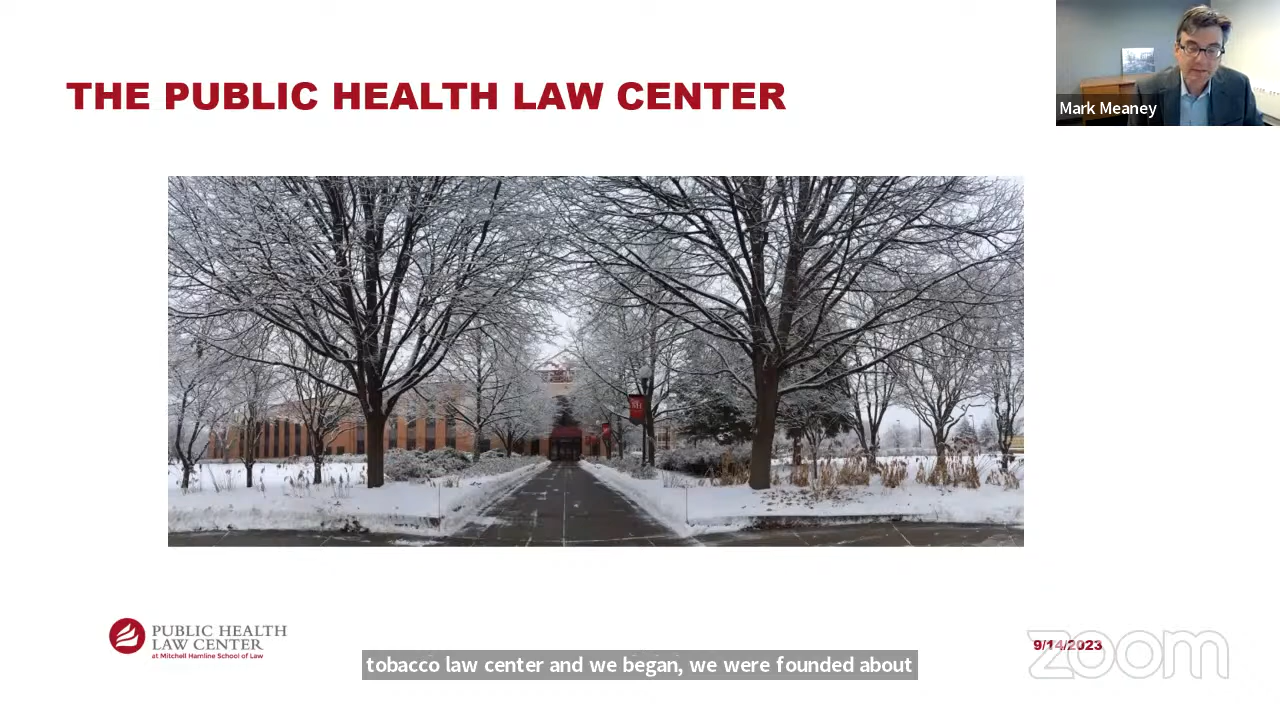 THE PUBLIC HEALTH LAW CENTER
Mark Meaney
PUBLIC HEALTH
LAW CENTER
at Mitchell Hamline School of Law
9/14/2023
zoom
tobacco law center and we began, we were founded about